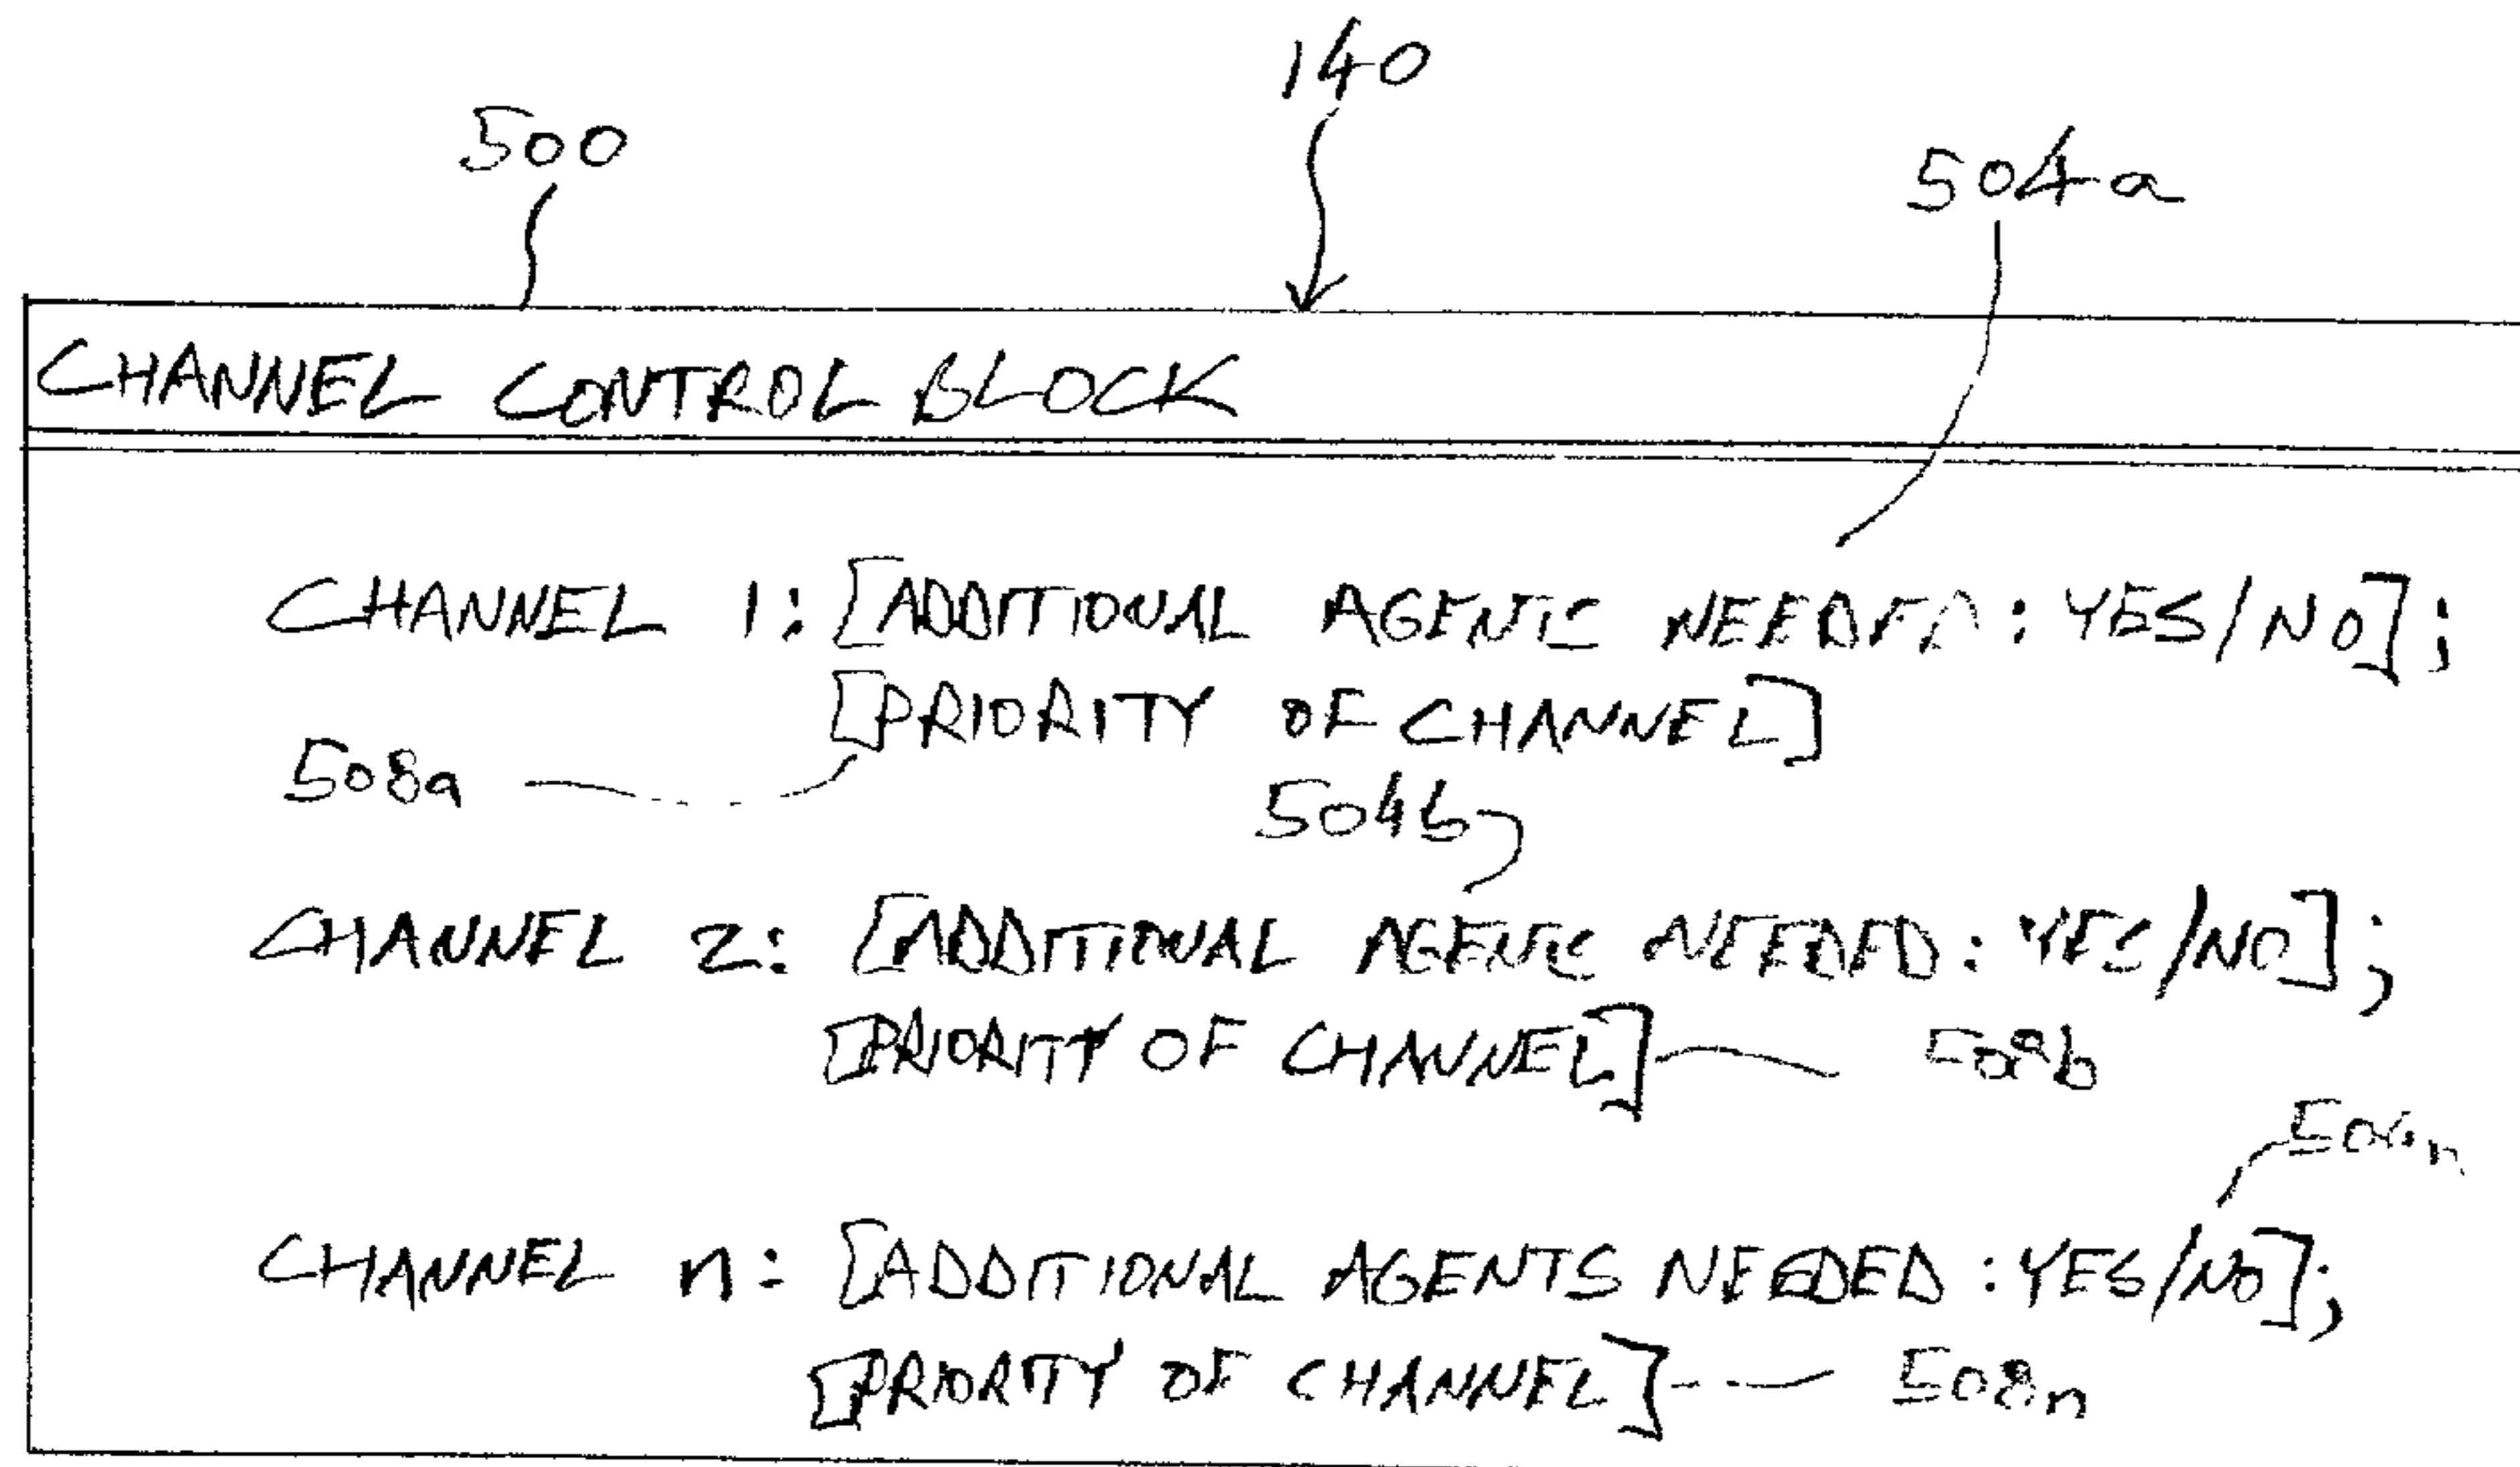 140
500
504a
CHANNEL CONTROL BLOCK
CHANNEL 1: [ADDITIONAL AGENTS NEEDED : YES/NO];
[PRIORITY OF CHANNEL]
508a
504b
CHANNEL 2: [ADDITIONAL AGENTS NEEDED : YES/NO];
[PRIORITY OF CHANNEL] 508b
504n
CHANNEL n: [ADDITIONAL AGENTS NEEDED : YES/NO];
[PRIORITY OF CHANNEL] 508n